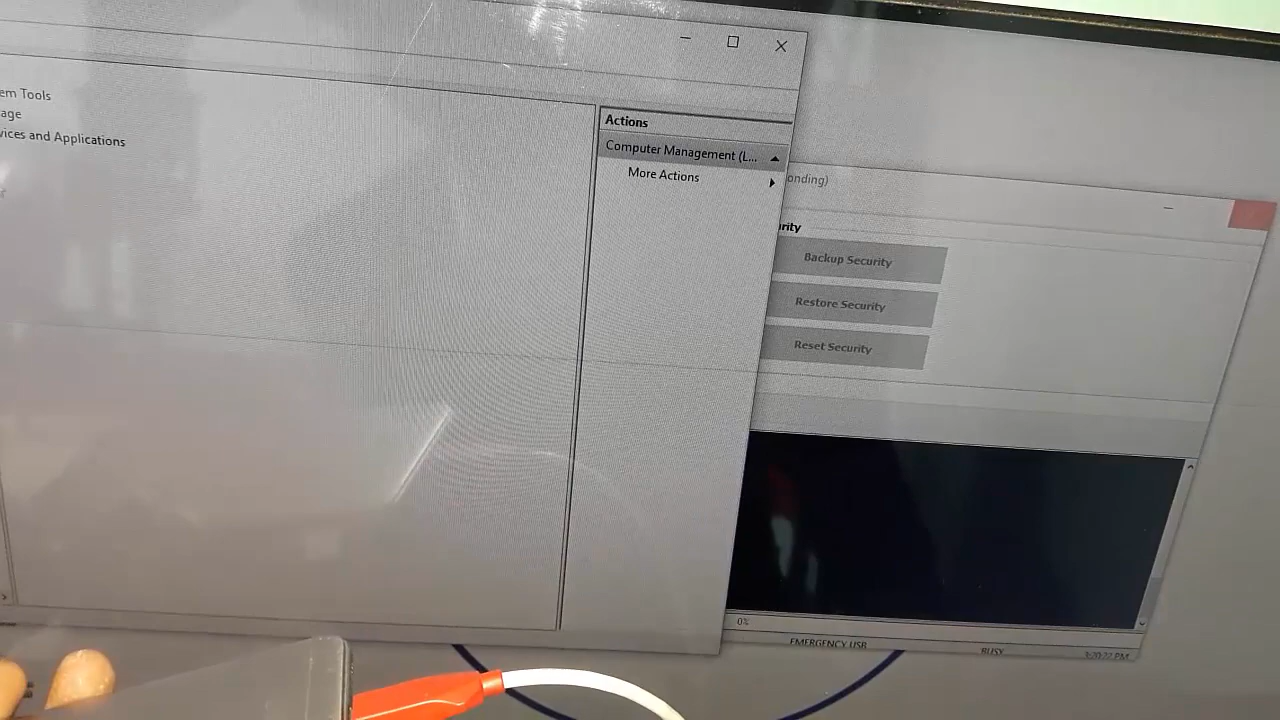 em Tools
age
vices and Applications
Actions
Computer Management (L...
More Actions
onding)
urity
Backup Security
Restore Security
Reset Security
0%
EMERGENCY USB
BUSY